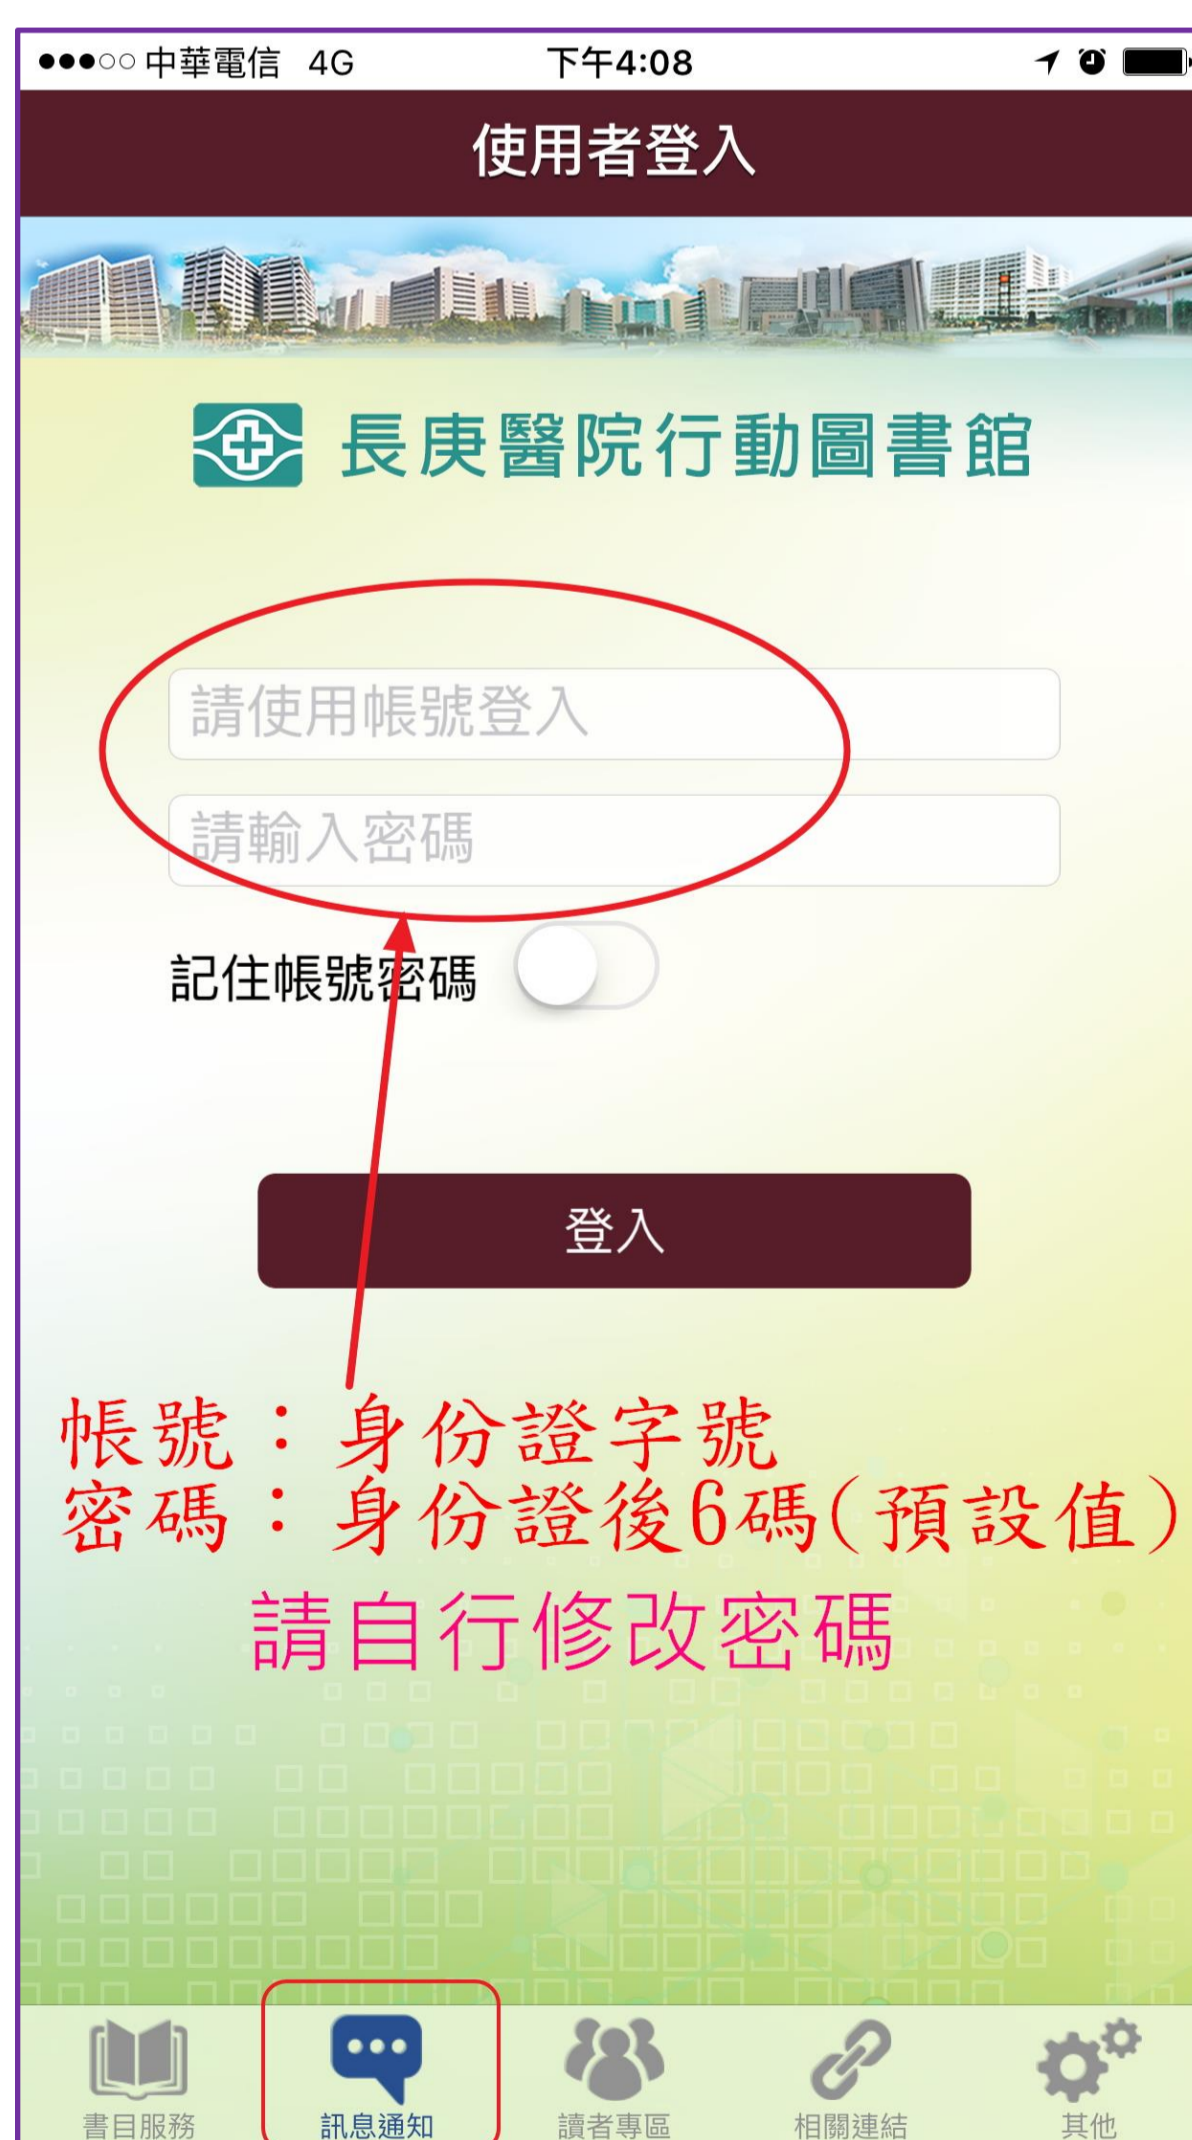 中華電信 4G 下午4:08
使用者登入
長庚醫院行動圖書館
請使用帳號登入
請輸入密碼
記住帳號密碼
登入
帳號：身份證字號
密碼：身份證後6碼(預設值)
請自行修改密碼
書目服務 訊息通知 讀者專區 相關連結 其他